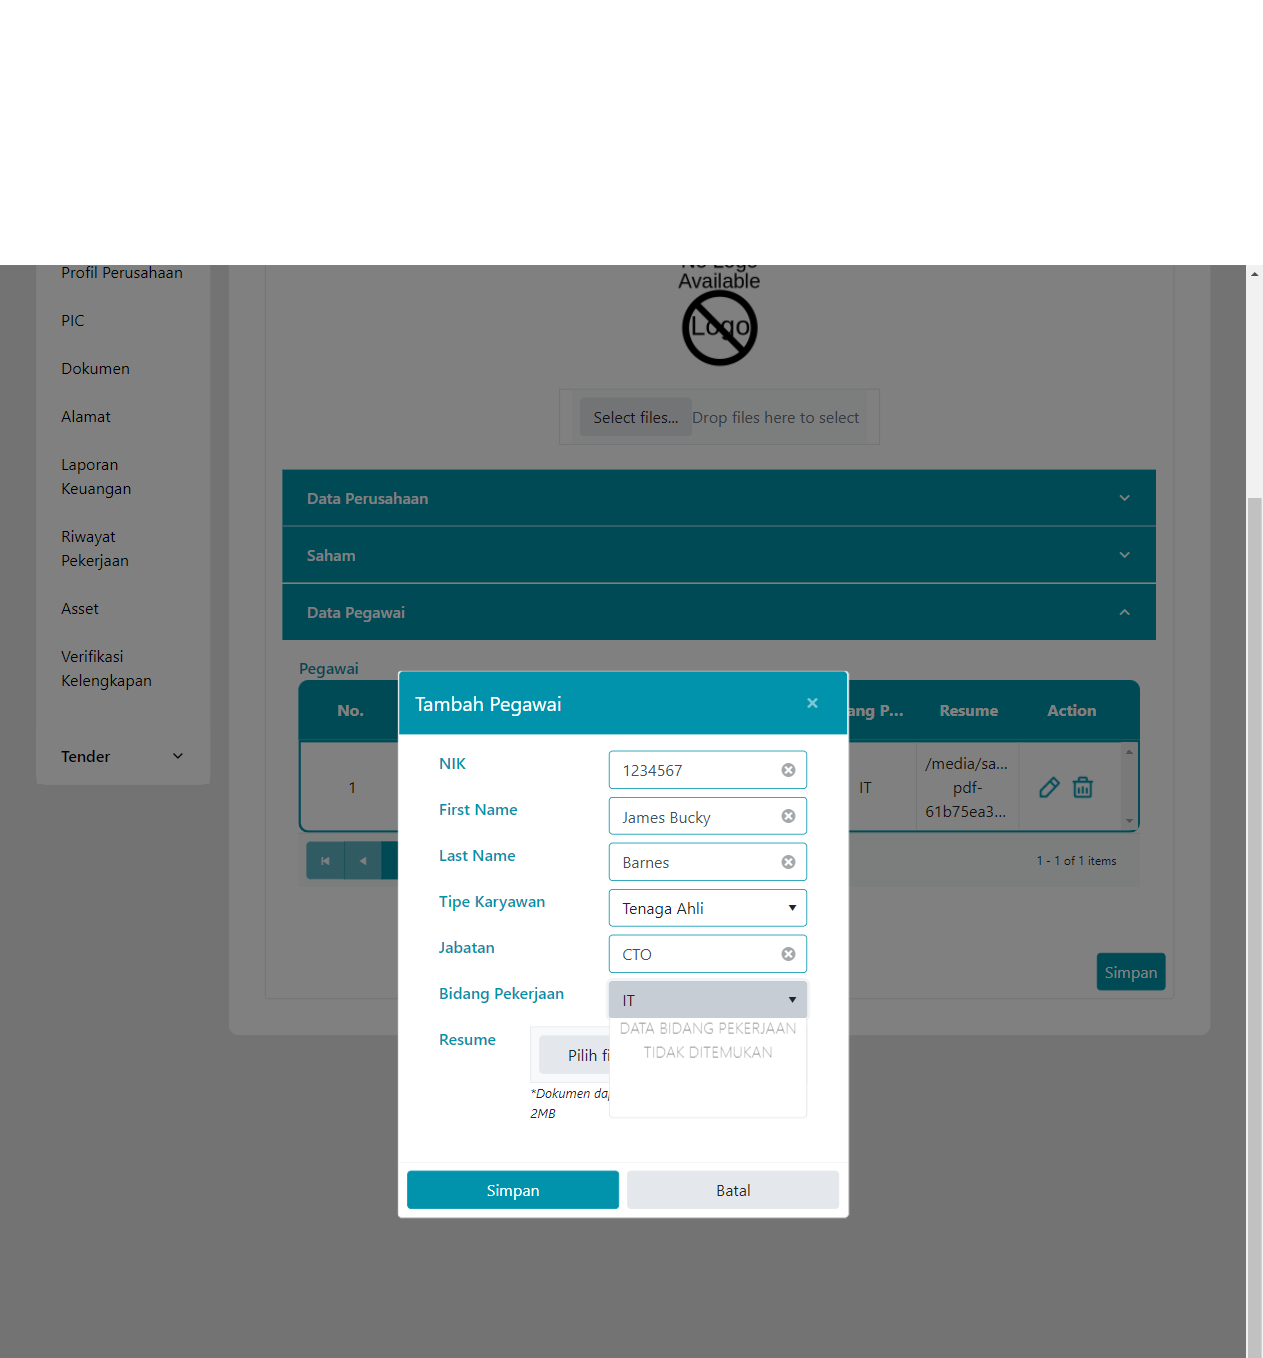 Profil Perusahaan
PIC
Dokumen
Alamat
Laporan
Keuangan
Riwayat
Pekerjaan
Asset
Verifikasi
Kelengkapan
Tender
No Logo
Available
Logo
Select files...
Drop files here to select
Data Perusahaan
Saham
Data Pegawai
Pegawai
No.
ang P...
Resume
Action
1
IT
/media/sa...
pdf-
61b75ea3...
1 - 1 of 1 items
Simpan
Tambah Pegawai
NIK
1234567
First Name
James Bucky
Last Name
Barnes
Tipe Karyawan
Tenaga Ahli
Jabatan
CTO
Bidang Pekerjaan
IT
DATA BIDANG PEKERJAAN
TIDAK DITEMUKAN
Resume
Pilih fi
*Dokumen da
2MB
Simpan
Batal